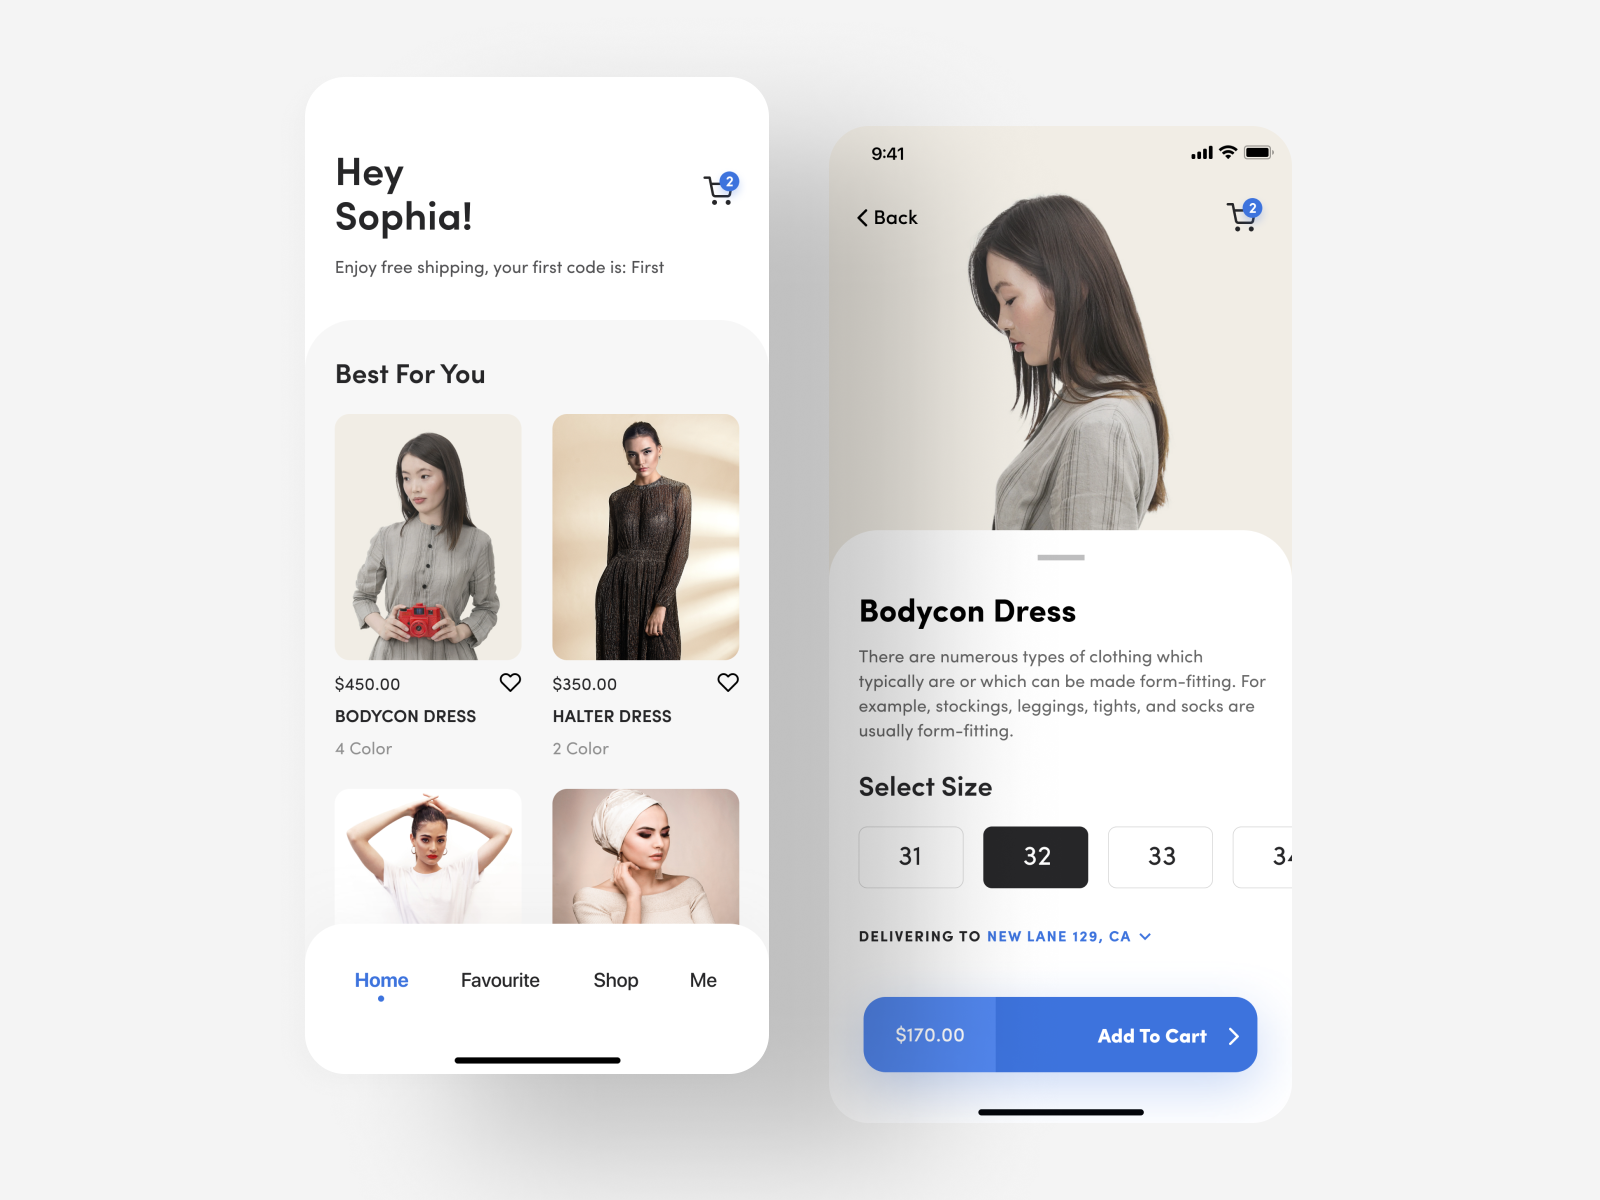 Hey
Sophia!
2
Enjoy free shipping, your first code is: First
Best For You
$450.00
BODYCON DRESS
4 Color
$350.00
HALTER DRESS
2 Color
Home
Favourite
Shop
Me
9:41
Back
2
Bodycon Dress
There are numerous types of clothing which
typically are or which can be made form-fitting. For
example, stockings, leggings, tights, and socks are
usually form-fitting.
Select Size
31
32
33
34
DELIVERING TO NEW LANE 129, CA
$170.00
Add To Cart